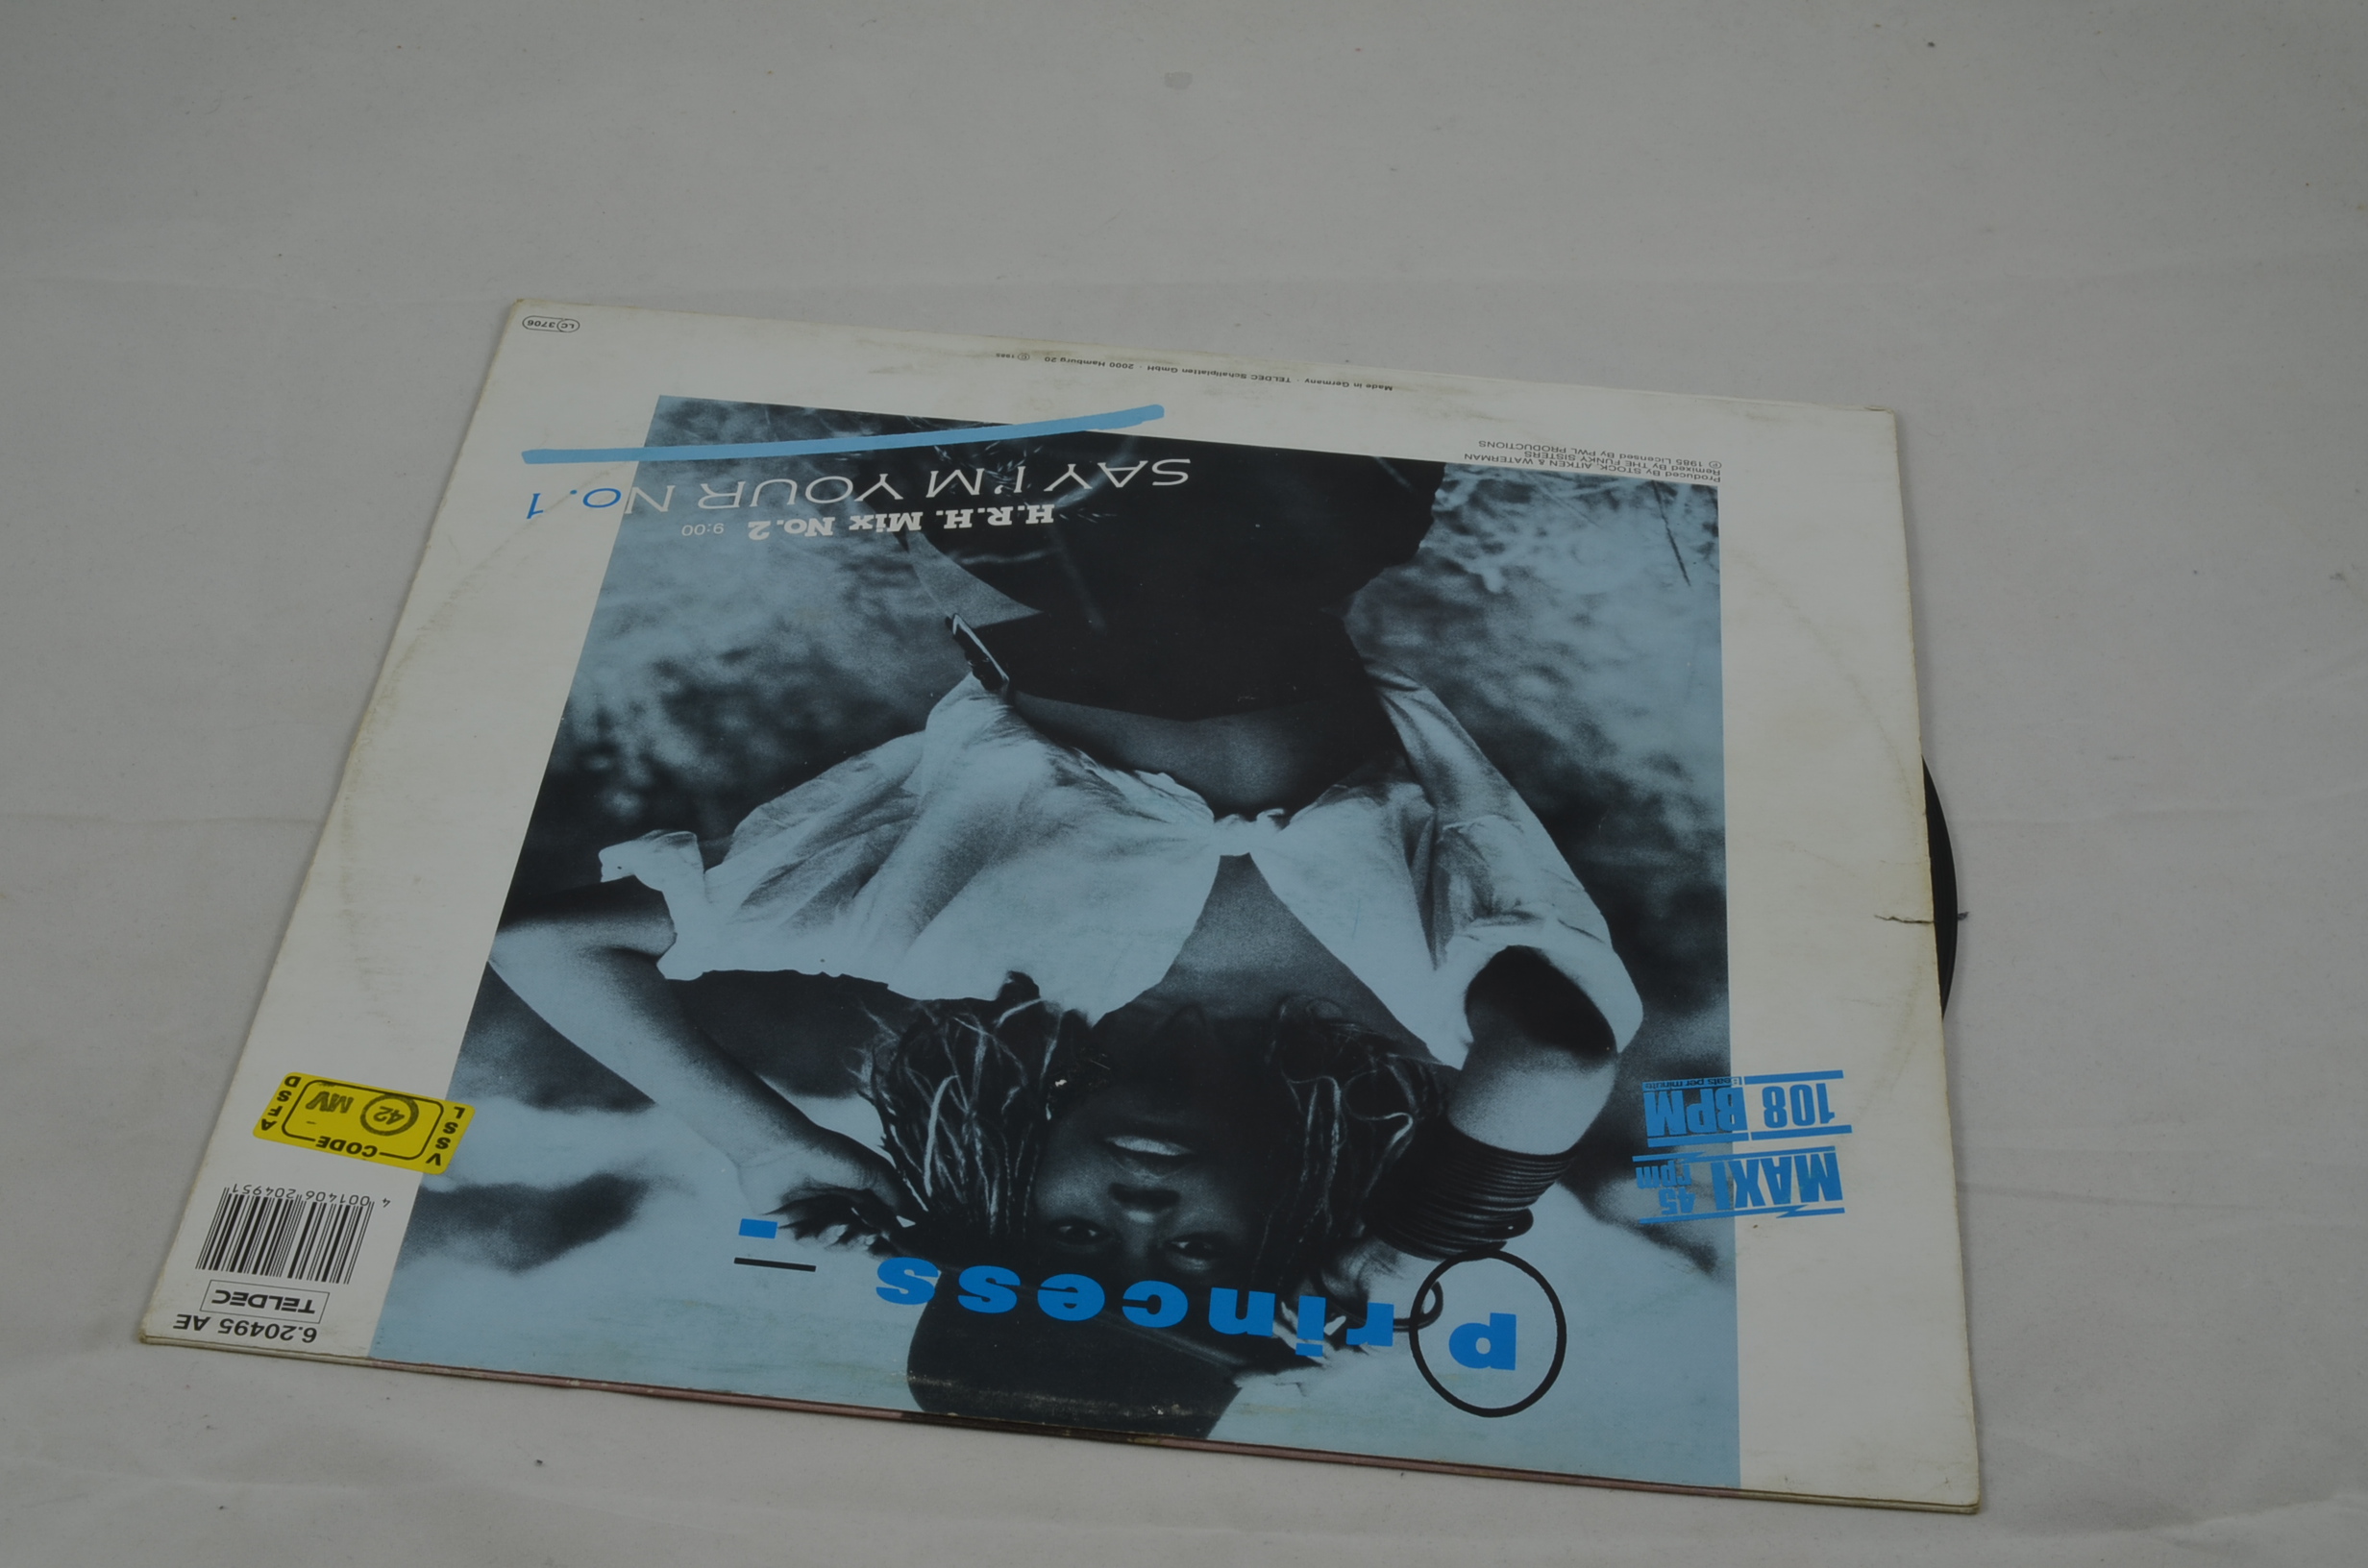 6.20495 AE
TELDEC
4 001406 204951
VSSL
CODE
42
MV
ATSD
Princess
MAXI 45 rpm
108 BPM
Beats per minute
H.R.H. Mix No.2 9:00
SAY I'M YOUR No.1
Produced By STOCK, AITKEN & WATERMAN
Remixed By THE FUNKY SISTERS
℗ 1985 Licensed By PWL PRODUCTIONS
Made in Germany · TELDEC Schallplatten GmbH · 2000 Hamburg 20 © 1985
LC 3706